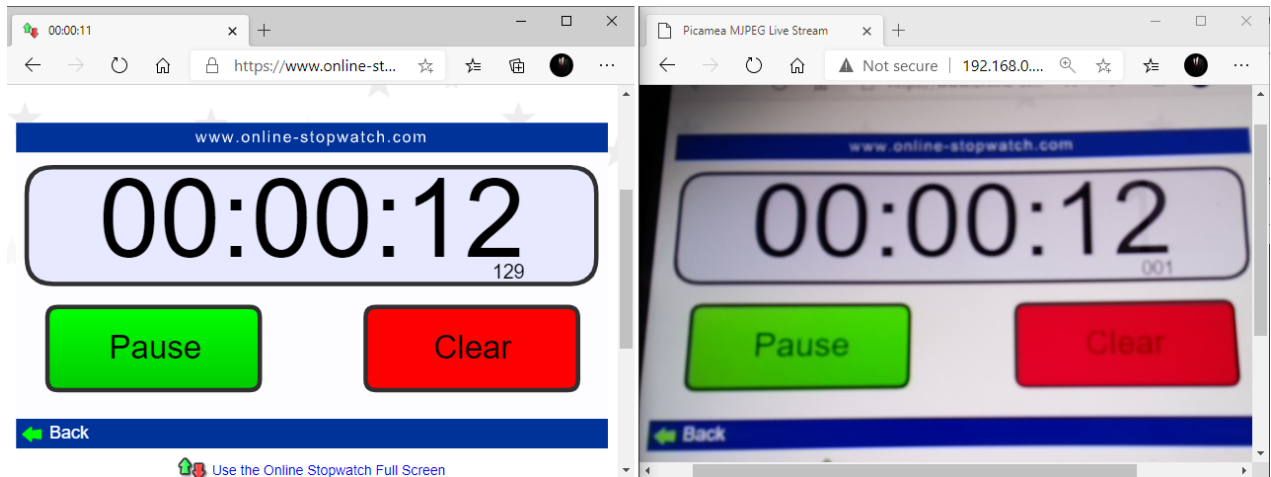 00:00:11
https://www.online-st...
www.online-stopwatch.com
00:00:12
129
Pause Clear
Back
Use the Online Stopwatch Full Screen
Picamea MJPEG Live Stream
Not secure 192.168.0....
www.online-stopwatch.com
00:00:12
001
Pause Clear
Back